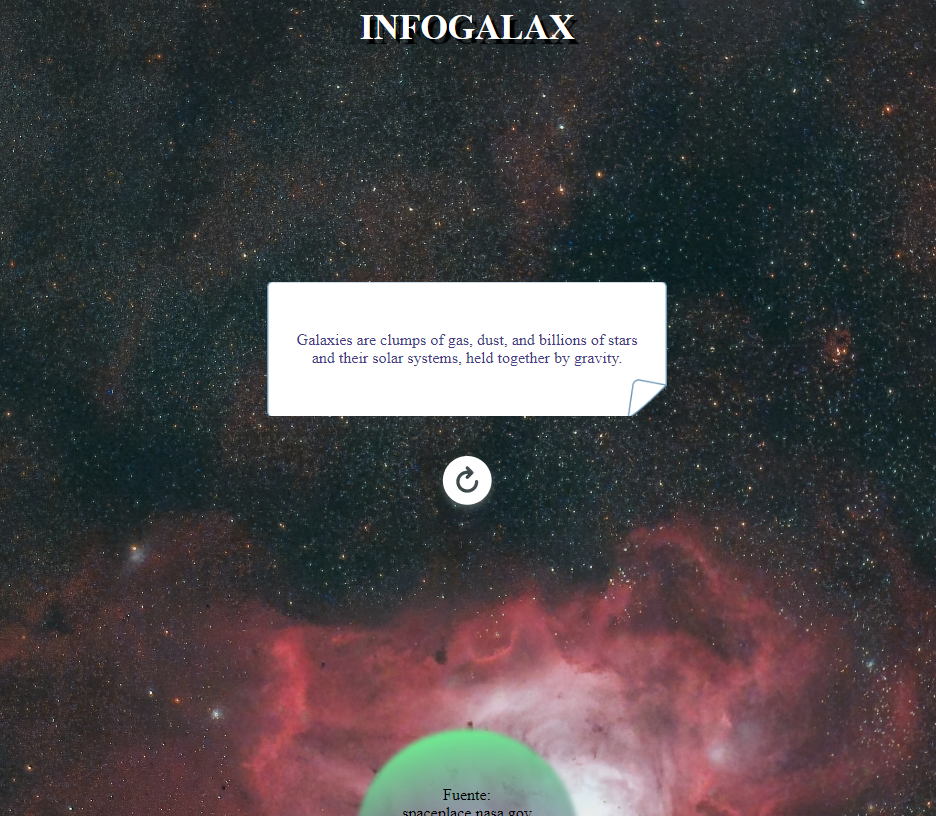 INFOGALAX
Galaxies are clumps of gas, dust, and billions of stars
and their solar systems, held together by gravity.
Fuente:
spaceplace.nasa.gov